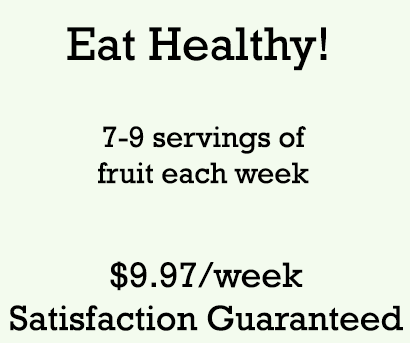 Eat Healthy!
7-9 servings of
fruit each week
$9.97/week
Satisfaction Guaranteed